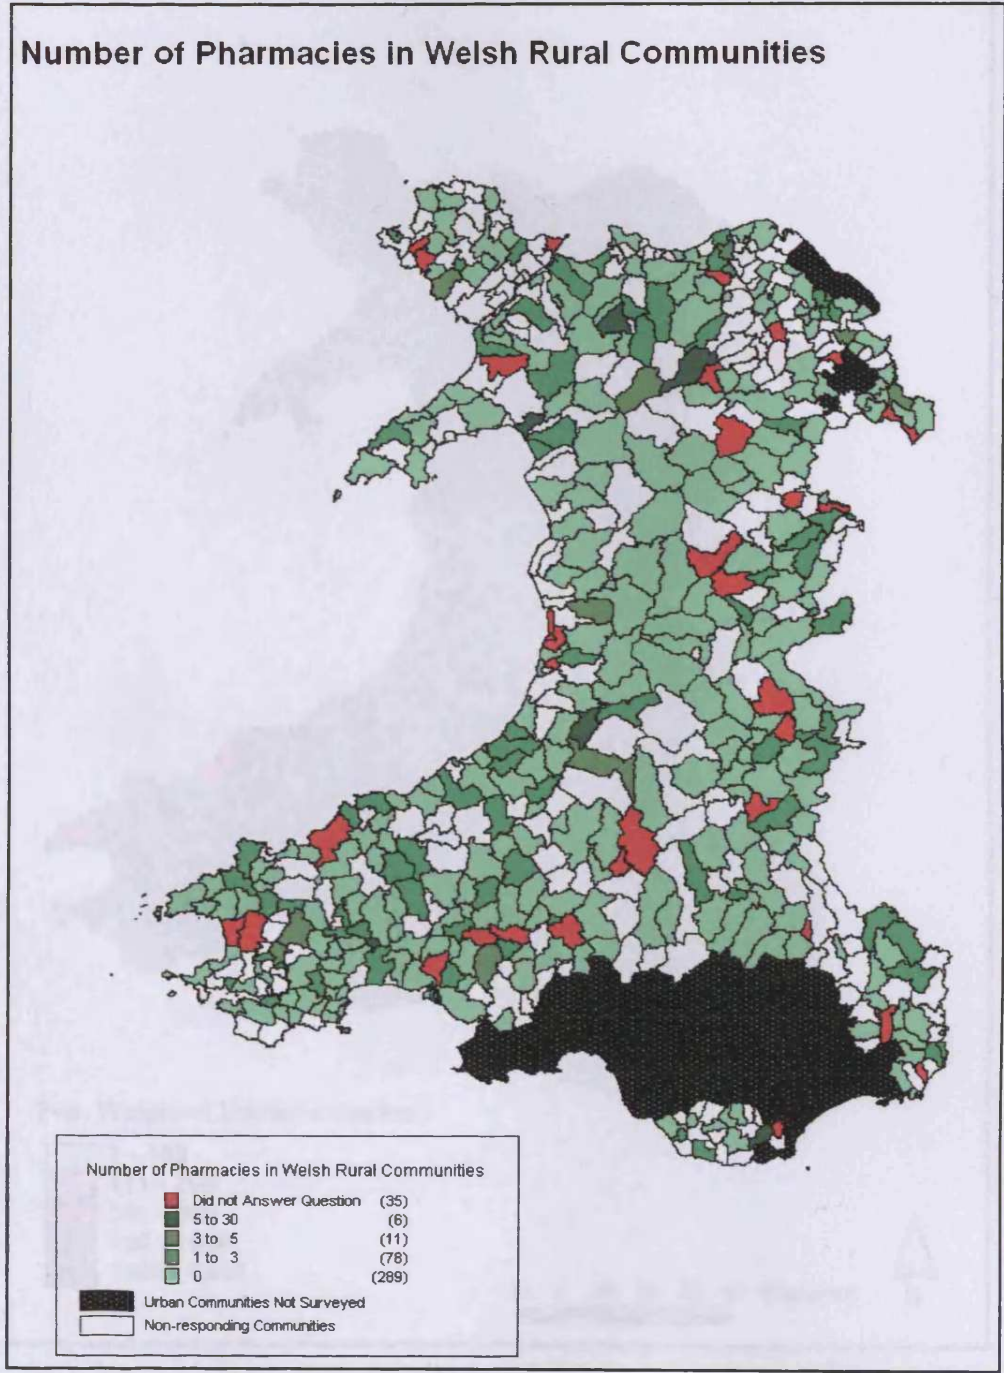 Number of Pharmacies in Welsh Rural Communities
Number of Pharmacies in Welsh Rural Communities
Did not Answer Question (35)
5 to 30 (6)
3 to 5 (11)
1 to 3 (78)
0 (289)
Urban Communities Not Surveyed
Non-responding Communities